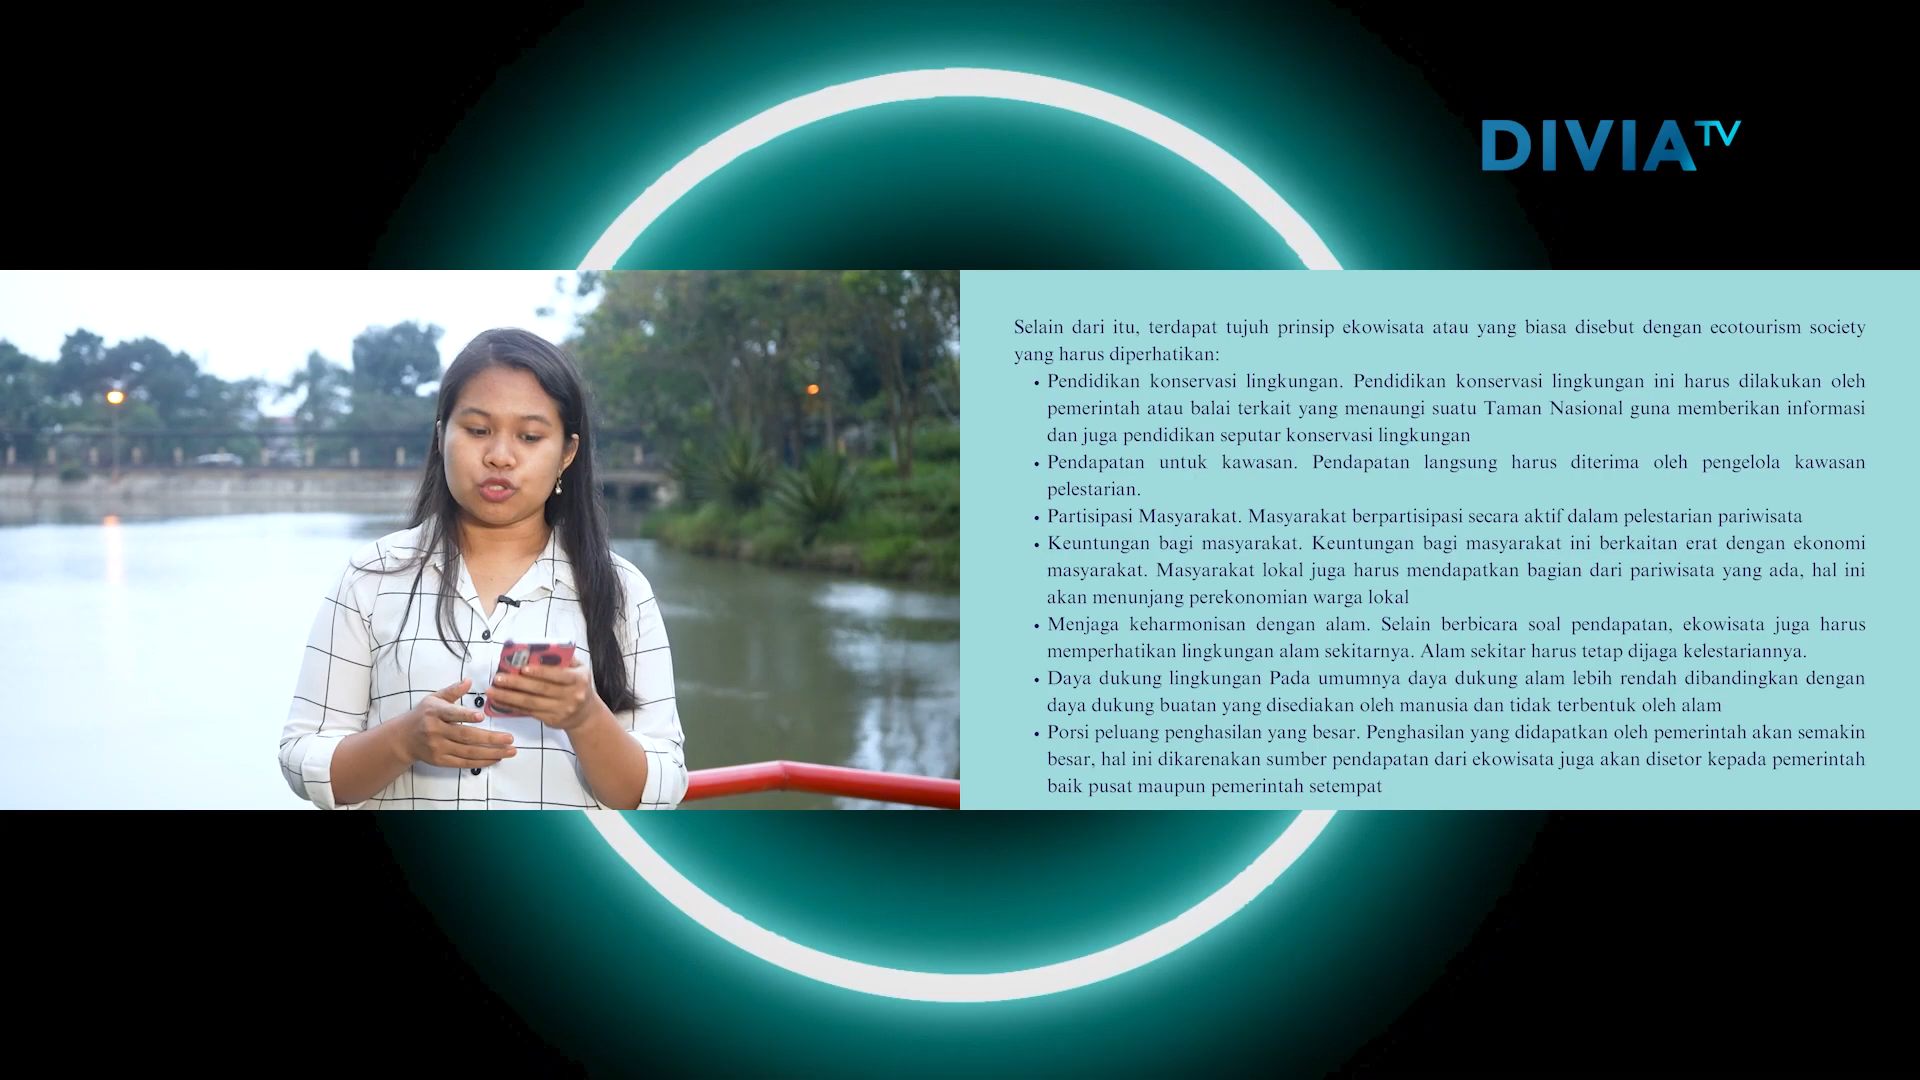 DIVIA TV
Selain dari itu, terdapat tujuh prinsip ekowisata atau yang biasa disebut dengan ecotourism society
yang harus diperhatikan:
• Pendidikan konservasi lingkungan. Pendidikan konservasi lingkungan ini harus dilakukan oleh
pemerintah atau balai terkait yang menaungi suatu Taman Nasional guna memberikan informasi
dan juga pendidikan seputar konservasi lingkungan
• Pendapatan untuk kawasan. Pendapatan langsung harus diterima oleh pengelola kawasan
pelestarian.
• Partisipasi Masyarakat. Masyarakat berpartisipasi secara aktif dalam pelestarian pariwisata
• Keuntungan bagi masyarakat. Keuntungan bagi masyarakat ini berkaitan erat dengan ekonomi
masyarakat. Masyarakat lokal juga harus mendapatkan bagian dari pariwisata yang ada, hal ini
akan menunjang perekonomian warga lokal
• Menjaga keharmonisan dengan alam. Selain berbicara soal pendapatan, ekowisata juga harus
memperhatikan lingkungan alam sekitarnya. Alam sekitar harus tetap dijaga kelestariannya.
• Daya dukung lingkungan Pada umumnya daya dukung alam lebih rendah dibandingkan dengan
daya dukung buatan yang disediakan oleh manusia dan tidak terbentuk oleh alam
• Porsi peluang penghasilan yang besar. Penghasilan yang didapatkan oleh pemerintah akan semakin
besar, hal ini dikarenakan sumber pendapatan dari ekowisata juga akan disetor kepada pemerintah
baik pusat maupun pemerintah setempat